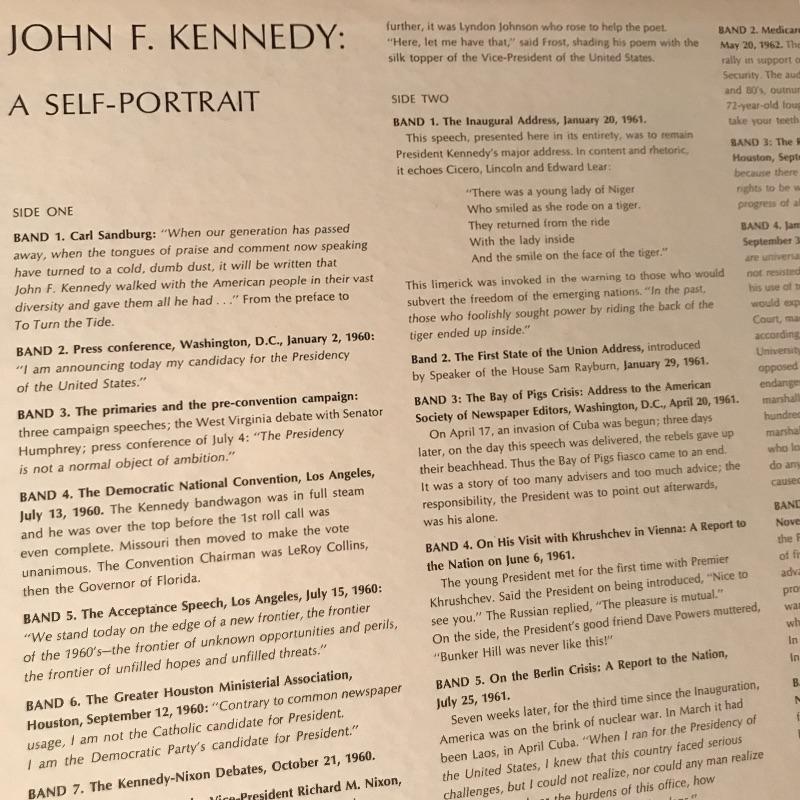 JOHN F. KENNEDY:
A SELF-PORTRAIT
SIDE ONE
BAND 1. Carl Sandburg: "When our generation has passed
away, when the tongues of praise and comment now speaking
have turned to a cold, dumb dust, it will be written that
John F. Kennedy walked with the American people in their vast
diversity and gave them all he had . . ." From the preface to
To Turn the Tide.
BAND 2. Press conference, Washington, D.C., January 2, 1960:
"I am announcing today my candidacy for the Presidency
of the United States."
BAND 3. The primaries and the pre-convention campaign:
three campaign speeches; the West Virginia debate with Senator
Humphrey; press conference of July 4: "The Presidency
is not a normal object of ambition."
BAND 4. The Democratic National Convention, Los Angeles,
July 13, 1960. The Kennedy bandwagon was in full steam
and he was over the top before the 1st roll call was
even complete. Missouri then moved to make the vote
unanimous. The Convention Chairman was LeRoy Collins,
then the Governor of Florida.
BAND 5. The Acceptance Speech, Los Angeles, July 15, 1960:
"We stand today on the edge of a new frontier, the frontier
of the 1960's—the frontier of unknown opportunities and perils,
the frontier of unfilled hopes and unfilled threats."
BAND 6. The Greater Houston Ministerial Association,
Houston, September 12, 1960: "Contrary to common newspaper
usage, I am not the Catholic candidate for President.
I am the Democratic Party's candidate for President."
BAND 7. The Kennedy-Nixon Debates, October 21, 1960.
Vice-President Richard M. Nixon,
further, it was Lyndon Johnson who rose to help the poet.
"Here, let me have that," said Frost, shading his poem with the
silk topper of the Vice-President of the United States.
SIDE TWO
BAND 1. The Inaugural Address, January 20, 1961.
This speech, presented here in its entirety, was to remain
President Kennedy's major address. In content and rhetoric,
it echoes Cicero, Lincoln and Edward Lear:
"There was a young lady of Niger
Who smiled as she rode on a tiger.
They returned from the ride
With the lady inside
And the smile on the face of the tiger."
This limerick was invoked in the warning to those who would
subvert the freedom of the emerging nations. "In the past,
those who foolishly sought power by riding the back of the
tiger ended up inside."
Band 2. The First State of the Union Address, introduced
by Speaker of the House Sam Rayburn, January 29, 1961.
BAND 3: The Bay of Pigs Crisis: Address to the American
Society of Newspaper Editors, Washington, D.C., April 20, 1961.
On April 17, an invasion of Cuba was begun; three days
later, on the day this speech was delivered, the rebels gave up
their beachhead. Thus the Bay of Pigs fiasco came to an end.
It was a story of too many advisers and too much advice; the
responsibility, the President was to point out afterwards,
was his alone.
BAND 4. On His Visit with Khrushchev in Vienna: A Report to
the Nation on June 6, 1961.
The young President met for the first time with Premier
Khrushchev. Said the President on being introduced, "Nice to
see you." The Russian replied, "The pleasure is mutual."
On the side, the President's good friend Dave Powers muttered,
"Bunker Hill was never like this!"
BAND 5. On the Berlin Crisis: A Report to the Nation,
July 25, 1961.
Seven weeks later, for the third time since the Inauguration,
America was on the brink of nuclear war. In March it had
been Laos, in April Cuba. "When I ran for the Presidency of
the United States, I knew that this country faced serious
challenges, but I could not realize, nor could any man realize
the burdens of this office, how
BAND 2. Medicare
May 20, 1962. The
rally in support o
Security. The aud
and 80's, outnu
72-year-old
take your teeth
BAND 3: The
Houston, Sept
because there
rights to be w
progress of a
BAND 4. Jam
September 3
are universa
not resisted
his use of t
would exp
Court, ma
according
University
opposed
endange
marshall
hundred
marsha
who lo
do any
cause
BAND
Nove
the F
of fi
adva
pro
wa
wh
In
In